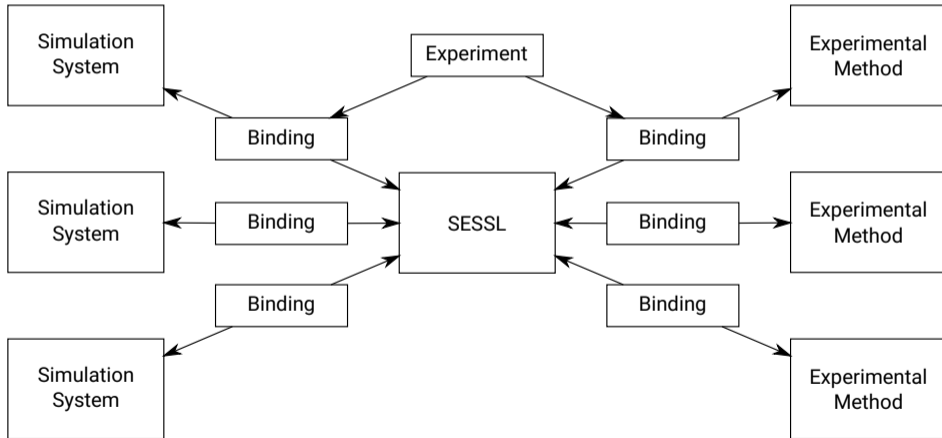 Simulation
System
Experiment
Experimental
Method
Binding
Binding
Simulation
System
Binding
SESSL
Binding
Experimental
Method
Binding
Binding
Simulation
System
Experimental
Method